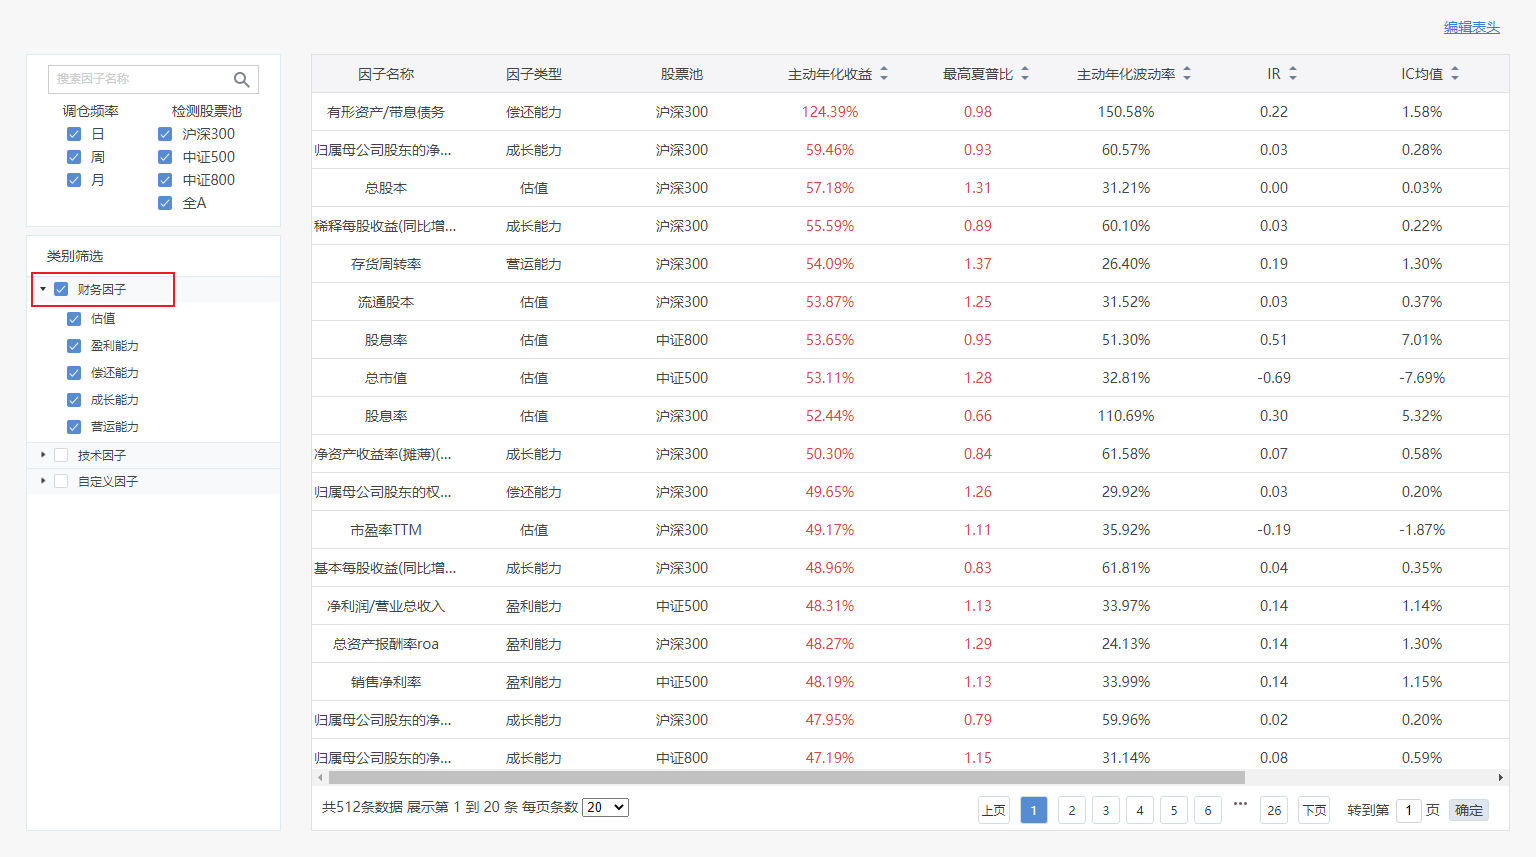 编辑表头
搜索因子名称
调仓频率 检测股票池
日 沪深300
周 中证500
月 中证800
全A
类别筛选
财务因子
估值
盈利能力
偿还能力
成长能力
营运能力
技术因子
自定义因子
因子名称 因子类型 股票池 主动年化收益 最高夏普比 主动年化波动率 IR IC均值
有形资产/带息债务 偿还能力 沪深300 124.39% 0.98 150.58% 0.22 1.58%
归属母公司股东的净... 成长能力 沪深300 59.46% 0.93 60.57% 0.03 0.28%
总股本 估值 沪深300 57.18% 1.31 31.21% 0.00 0.03%
稀释每股收益(同比增... 成长能力 沪深300 55.59% 0.89 60.10% 0.03 0.22%
存货周转率 营运能力 沪深300 54.09% 1.37 26.40% 0.19 1.30%
流通股本 估值 沪深300 53.87% 1.25 31.52% 0.03 0.37%
股息率 估值 中证800 53.65% 0.95 51.30% 0.51 7.01%
总市值 估值 中证500 53.11% 1.28 32.81% -0.69 -7.69%
股息率 估值 沪深300 52.44% 0.66 110.69% 0.30 5.32%
净资产收益率(摊薄)(... 成长能力 沪深300 50.30% 0.84 61.58% 0.07 0.58%
归属母公司股东的权... 偿还能力 沪深300 49.65% 1.26 29.92% 0.03 0.20%
市盈率TTM 估值 沪深300 49.17% 1.11 35.92% -0.19 -1.87%
基本每股收益(同比增... 成长能力 沪深300 48.96% 0.83 61.81% 0.04 0.35%
净利润/营业总收入 盈利能力 中证500 48.31% 1.13 33.97% 0.14 1.14%
总资产报酬率roa 盈利能力 沪深300 48.27% 1.29 24.13% 0.14 1.30%
销售净利率 盈利能力 中证500 48.19% 1.13 33.99% 0.14 1.15%
归属母公司股东的净... 成长能力 沪深300 47.95% 0.79 59.96% 0.02 0.20%
归属母公司股东的净... 成长能力 中证800 47.19% 1.15 31.14% 0.08 0.59%
共512条数据 展示第 1 到 20 条 每页条数 20
上页 1 2 3 4 5 6 ••• 26 下页 转到第 1 页 确定